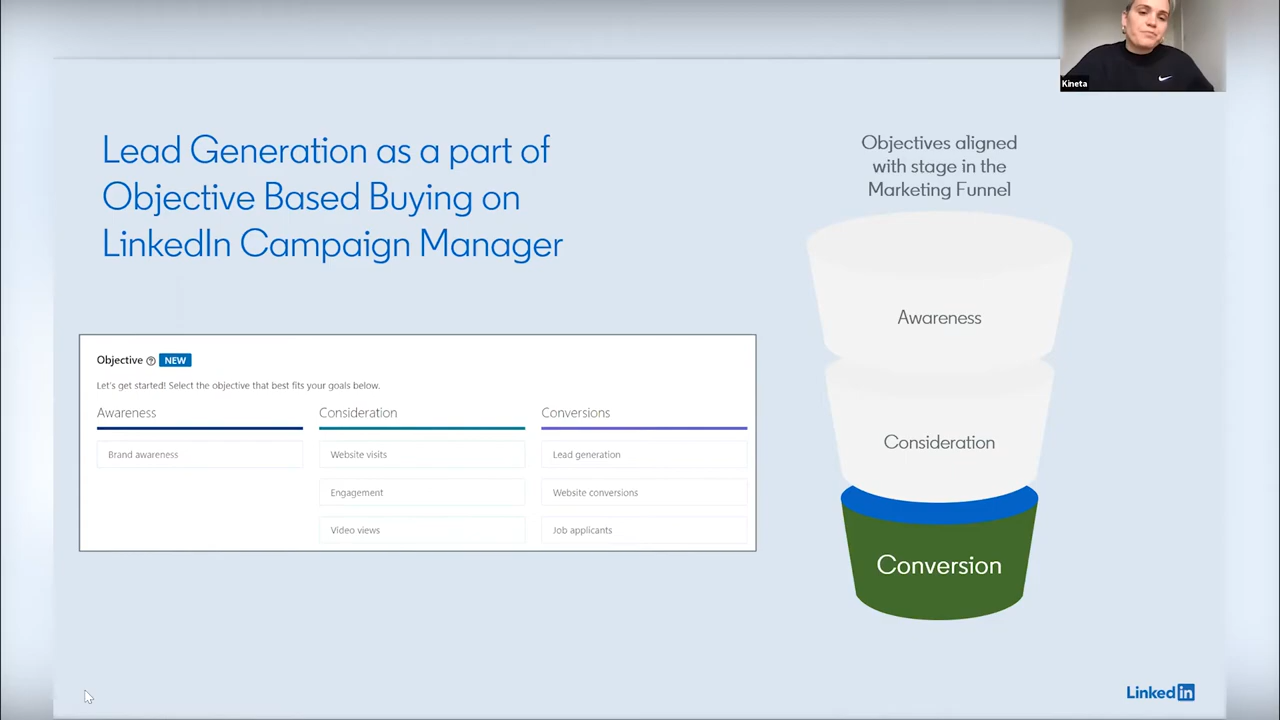 Kineta
Lead Generation as a part of
Objective Based Buying on
LinkedIn Campaign Manager
Objectives aligned
with stage in the
Marketing Funnel
Awareness
Consideration
Conversion
Objective ? NEW
Let's get started! Select the objective that best fits your goals below.
Awareness
Brand awareness
Consideration
Website visits
Engagement
Video views
Conversions
Lead generation
Website conversions
Job applicants
Linked in